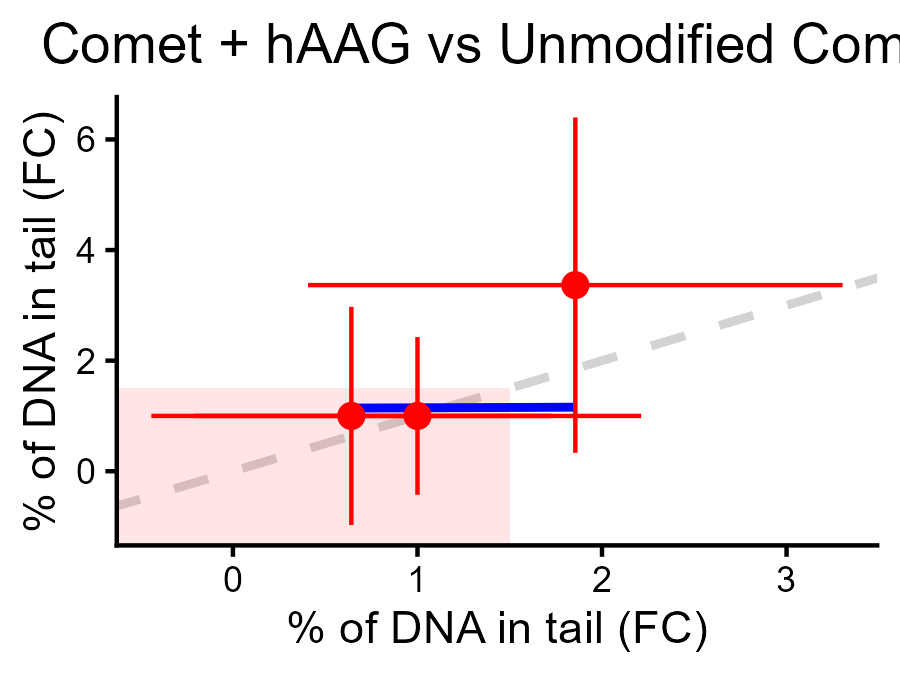 Comet + hAAG vs Unmodified Com
% of DNA in tail (FC)
6
4
2
0
0 1 2 3
% of DNA in tail (FC)